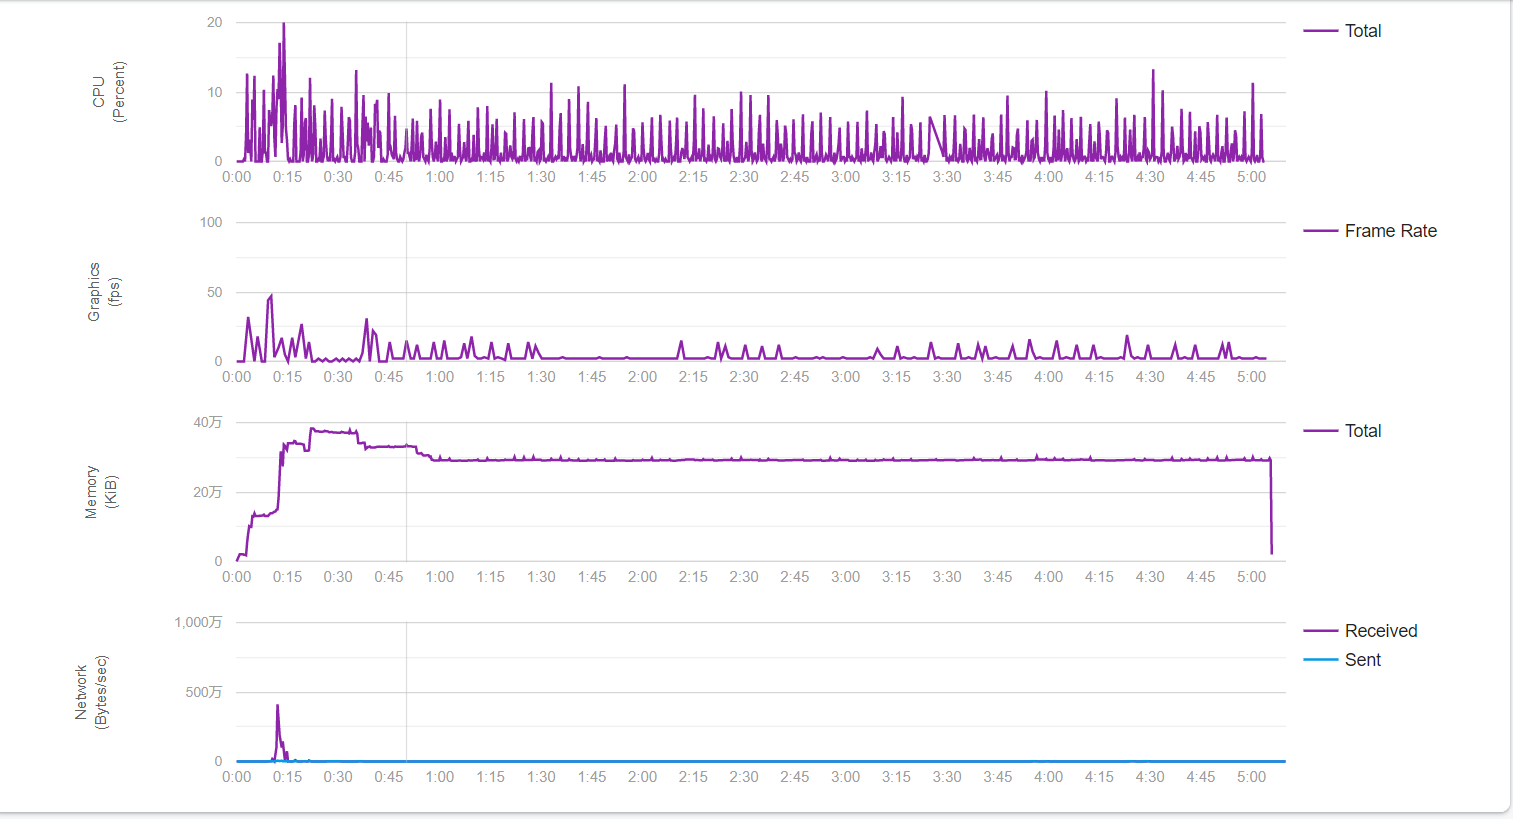 20
10
0
CPU
(Percent)
0:00 0:15 0:30 0:45 1:00 1:15 1:30 1:45 2:00 2:15 2:30 2:45 3:00 3:15 3:30 3:45 4:00 4:15 4:30 4:45 5:00
Total
100
50
0
Graphics
(fps)
0:00 0:15 0:30 0:45 1:00 1:15 1:30 1:45 2:00 2:15 2:30 2:45 3:00 3:15 3:30 3:45 4:00 4:15 4:30 4:45 5:00
Frame Rate
40万
20万
0
Memory
(KiB)
0:00 0:15 0:30 0:45 1:00 1:15 1:30 1:45 2:00 2:15 2:30 2:45 3:00 3:15 3:30 3:45 4:00 4:15 4:30 4:45 5:00
Total
1,000万
500万
0
Network
(Bytes/sec)
0:00 0:15 0:30 0:45 1:00 1:15 1:30 1:45 2:00 2:15 2:30 2:45 3:00 3:15 3:30 3:45 4:00 4:15 4:30 4:45 5:00
Received
Sent